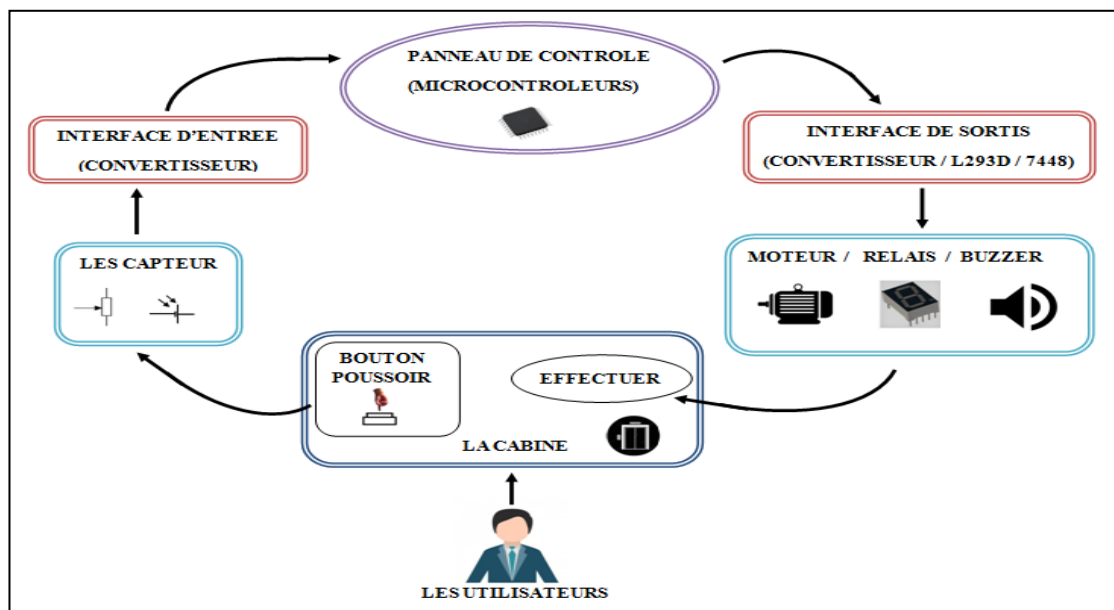 PANNEAU DE CONTROLE
(MICROCONTROLEURS)
INTERFACE D'ENTREE
(CONVERTISSEUR)
INTERFACE DE SORTIS
(CONVERTISSEUR / L293D / 7448)
LES CAPTEUR
MOTEUR / RELAIS / BUZZER
BOUTON
POUSSOIR
EFFECTUER
LA CABINE
LES UTILISATEURS